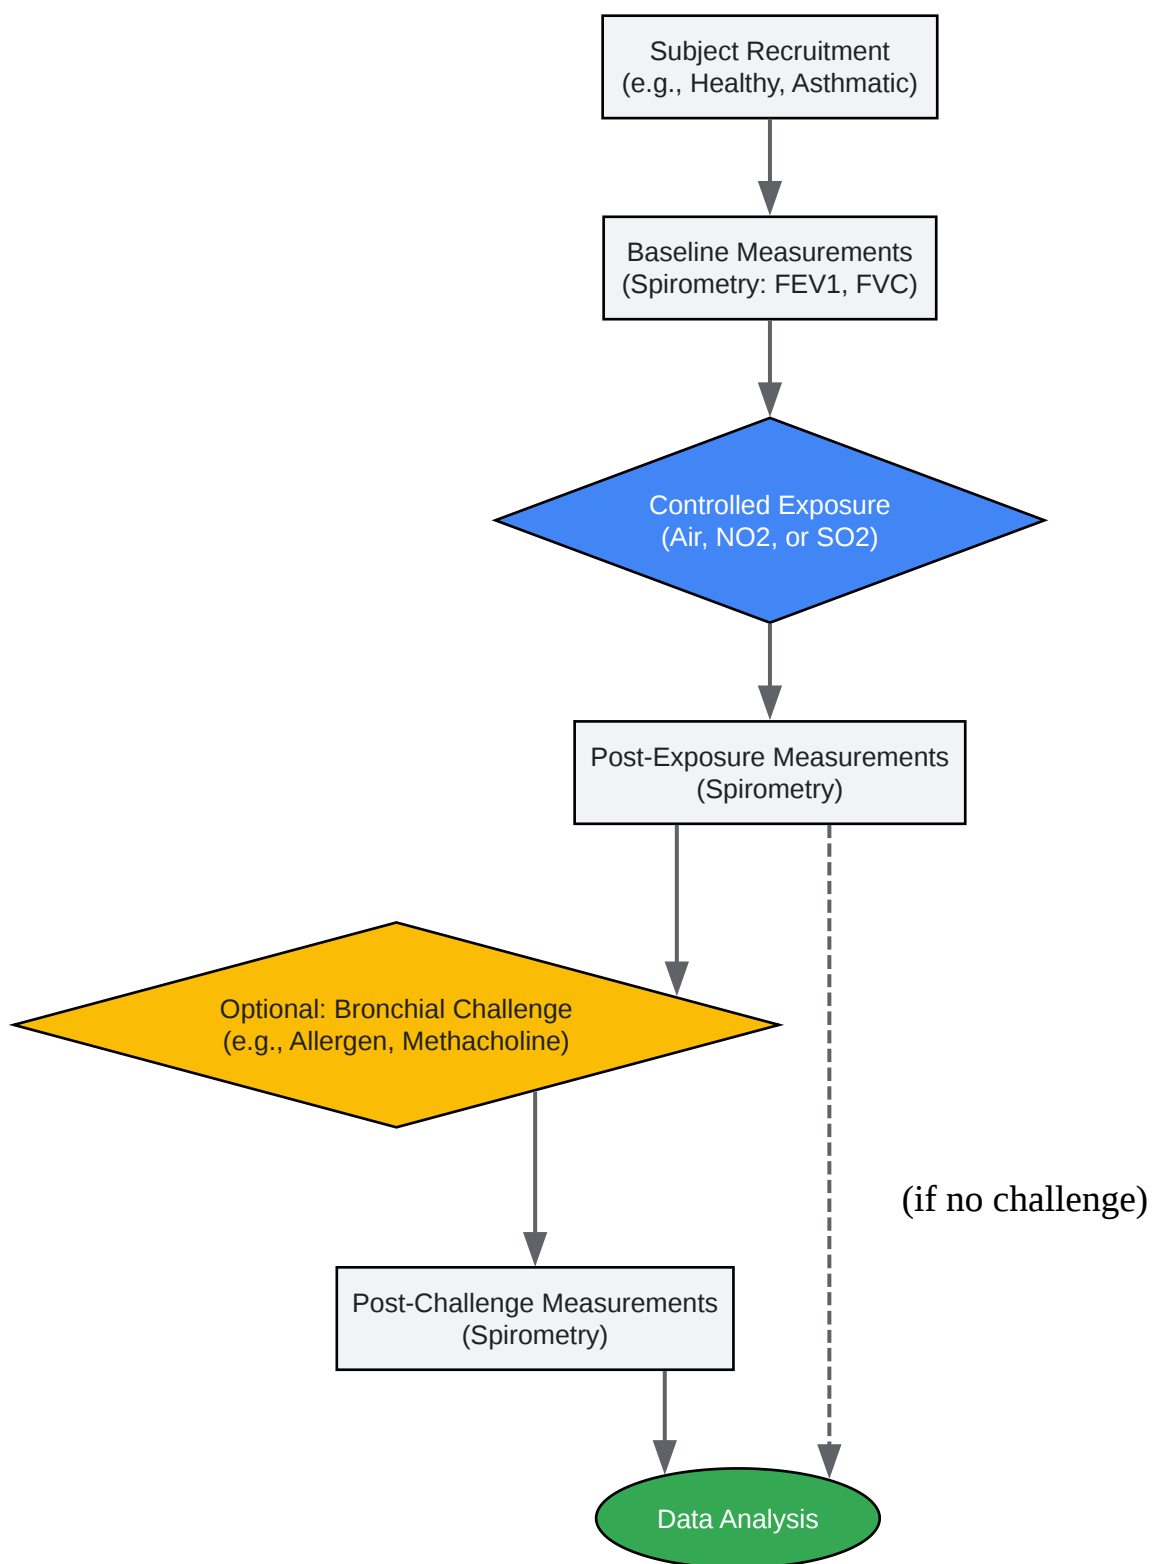 Subject Recruitment
(e.g., Healthy, Asthmatic)
Baseline Measurements
(Spirometry: FEV1, FVC)
Controlled Exposure
(Air, NO2, or SO2)
Post-Exposure Measurements
(Spirometry)
Optional: Bronchial Challenge
(e.g., Allergen, Methacholine)
(if no challenge)
Post-Challenge Measurements
(Spirometry)
Data Analysis